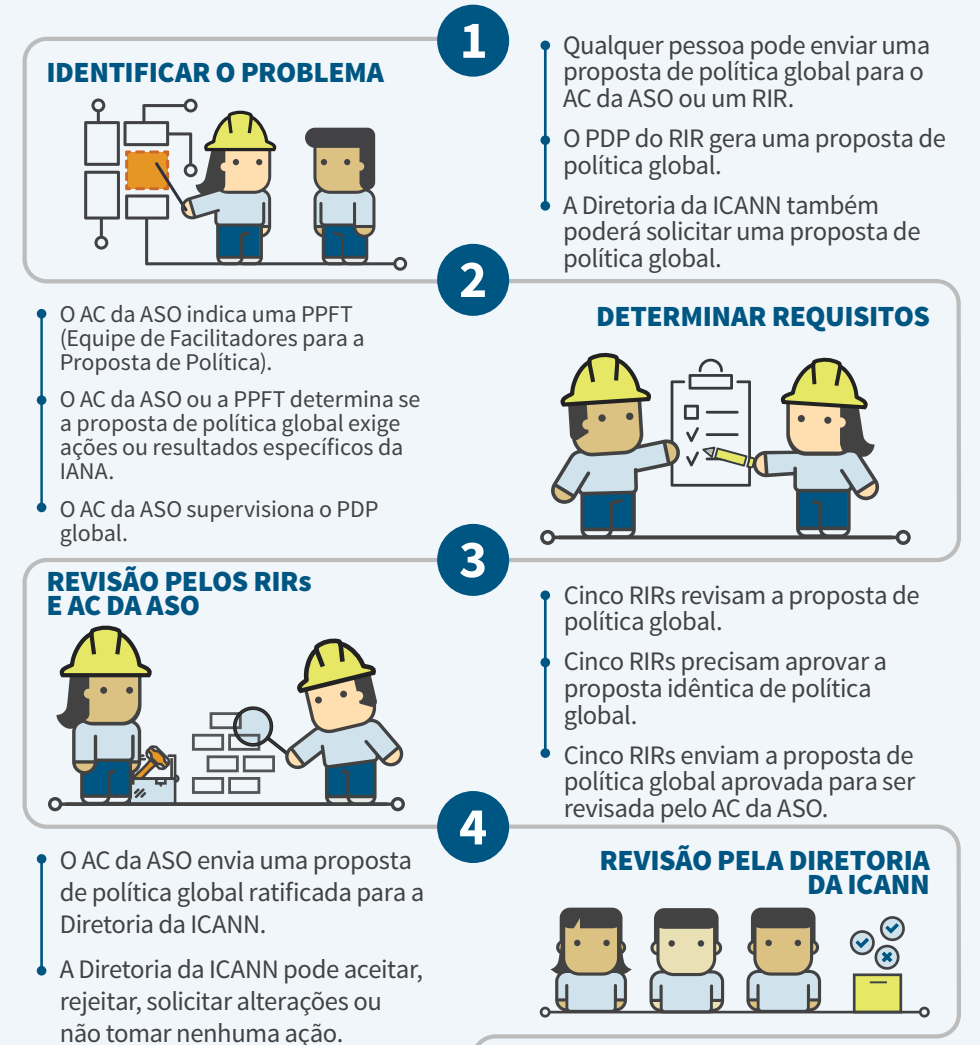 1
IDENTIFICAR O PROBLEMA
Qualquer pessoa pode enviar uma
proposta de política global para o
AC da ASO ou um RIR.
O PDP do RIR gera uma proposta de
política global.
A Diretoria da ICANN também
poderá solicitar uma proposta de
política global.
2
DETERMINAR REQUISITOS
O AC da ASO indica uma PPFT
(Equipe de Facilitadores para a
Proposta de Política).
O AC da ASO ou a PPFT determina se
a proposta de política global exige
ações ou resultados específicos da
IANA.
O AC da ASO supervisiona o PDP
global.
3
REVISÃO PELOS RIRs
E AC DA ASO
Cinco RIRs revisam a proposta de
política global.
Cinco RIRs precisam aprovar a
proposta idêntica de política
global.
Cinco RIRs enviam a proposta de
política global aprovada para ser
revisada pelo AC da ASO.
4
REVISÃO PELA DIRETORIA
DA ICANN
O AC da ASO envia uma proposta
de política global ratificada para a
Diretoria da ICANN.
A Diretoria da ICANN pode aceitar,
rejeitar, solicitar alterações ou
não tomar nenhuma ação.